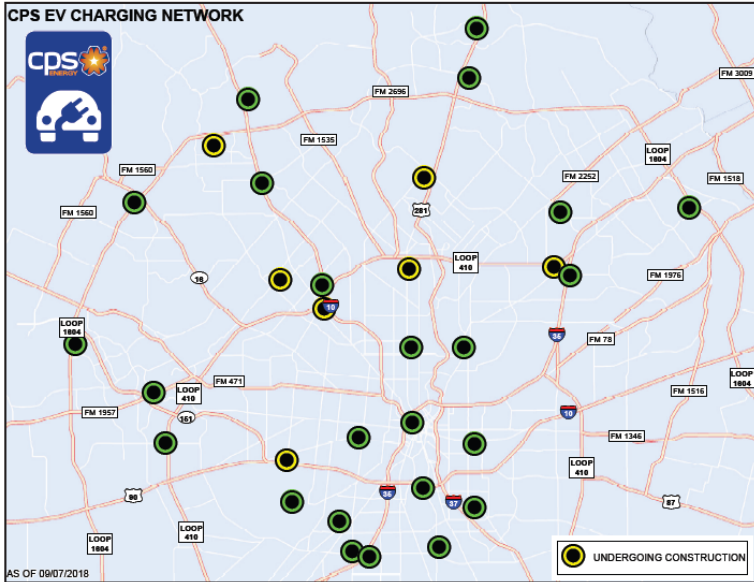 CPS EV CHARGING NETWORK
cps
ENERGY
FM 3009
FM 2696
FM 1535
LOOP
1604
FM 1560
FM 2252
FM 1518
FM 1560
281
LOOP
410
16
FM 1976
10
LOOP
1604
35
FM 78
LOOP
1604
FM 471
LOOP
410
FM 1516
FM 1957
151
10
FM 1346
LOOP
410
90
35
37
87
LOOP
1604
LOOP
410
UNDERGOING CONSTRUCTION
AS OF 09/07/2018